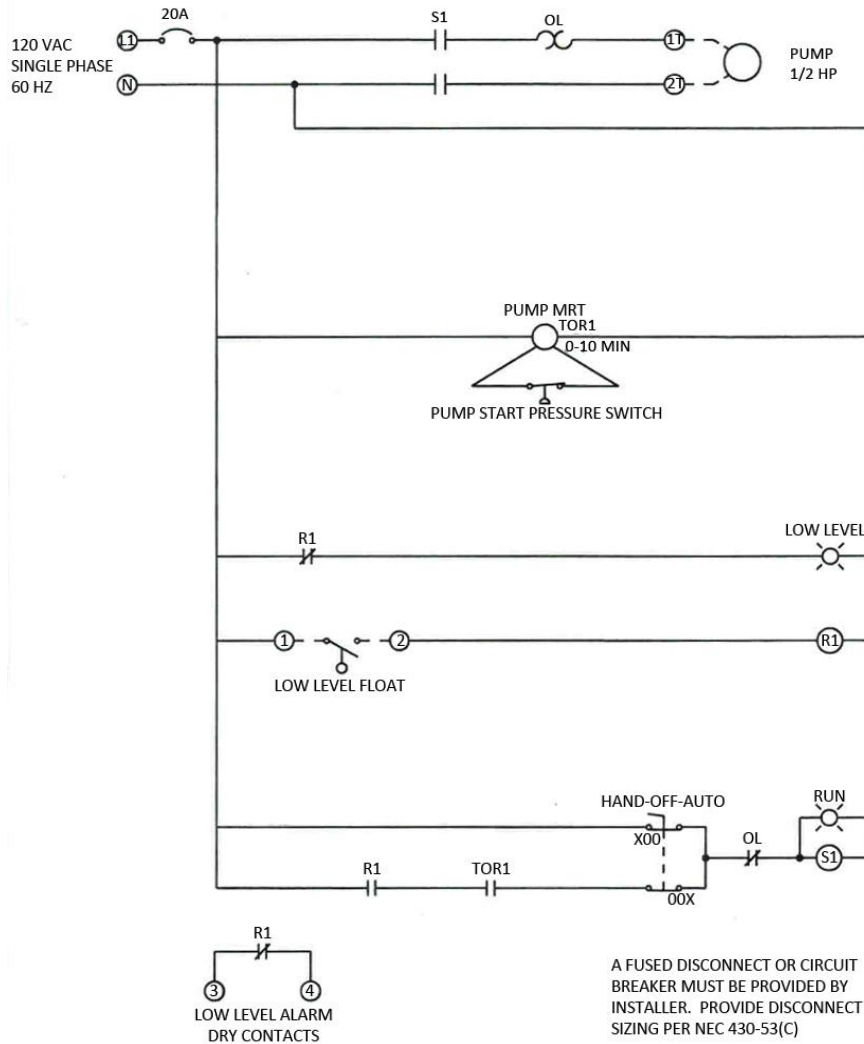 20A
S1
OL
120 VAC
SINGLE PHASE
60 HZ
L1
N
1T
2T
PUMP
1/2 HP
PUMP MRT
TOR1
0-10 MIN
PUMP START PRESSURE SWITCH
R1
LOW LEVEL
1
2
R1
LOW LEVEL FLOAT
HAND-OFF-AUTO
RUN
X00
OL
S1
R1
TOR1
00X
R1
3
4
LOW LEVEL ALARM
DRY CONTACTS
A FUSED DISCONNECT OR CIRCUIT
BREAKER MUST BE PROVIDED BY
INSTALLER. PROVIDE DISCONNECT
SIZING PER NEC 430-53(C)